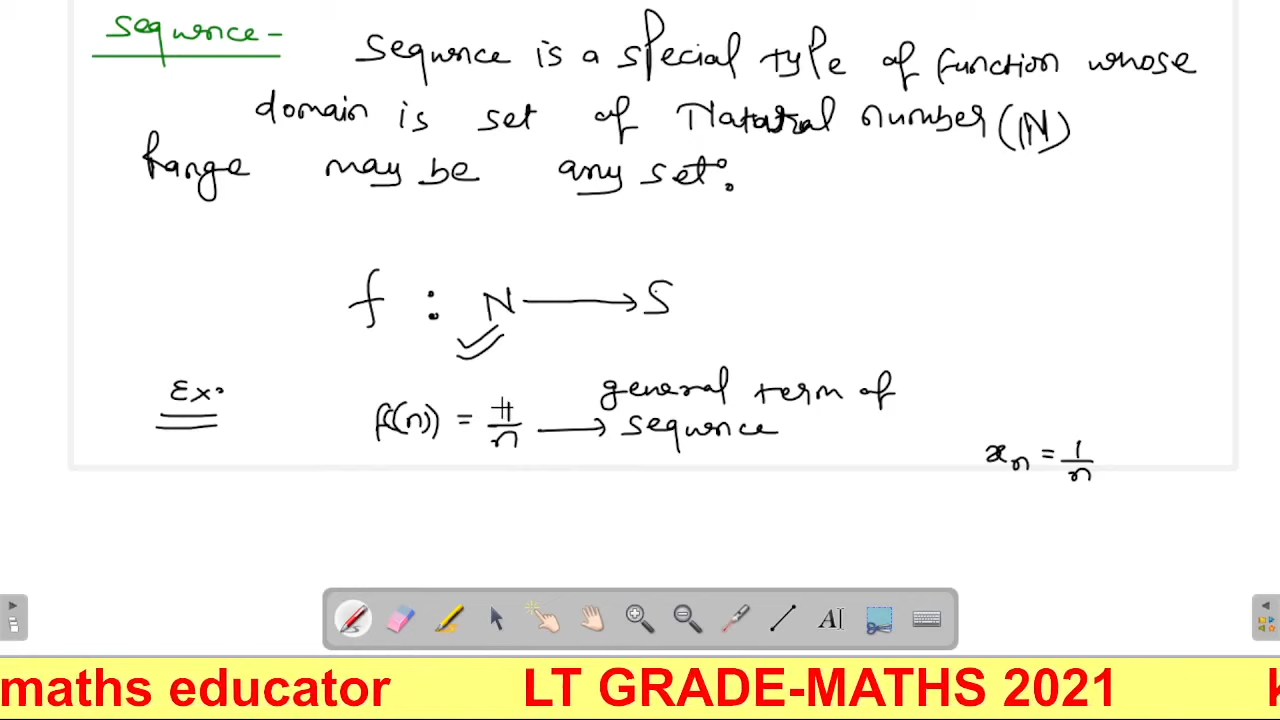 Sequence -
Sequence is a special type of function whose
domain is set of Natural number (N)
Range may be any set.
f : N → S
Ex.
f(n) = 1/n → general term of
sequence
xn = 1/n
maths educator LT GRADE-MATHS 2021 k